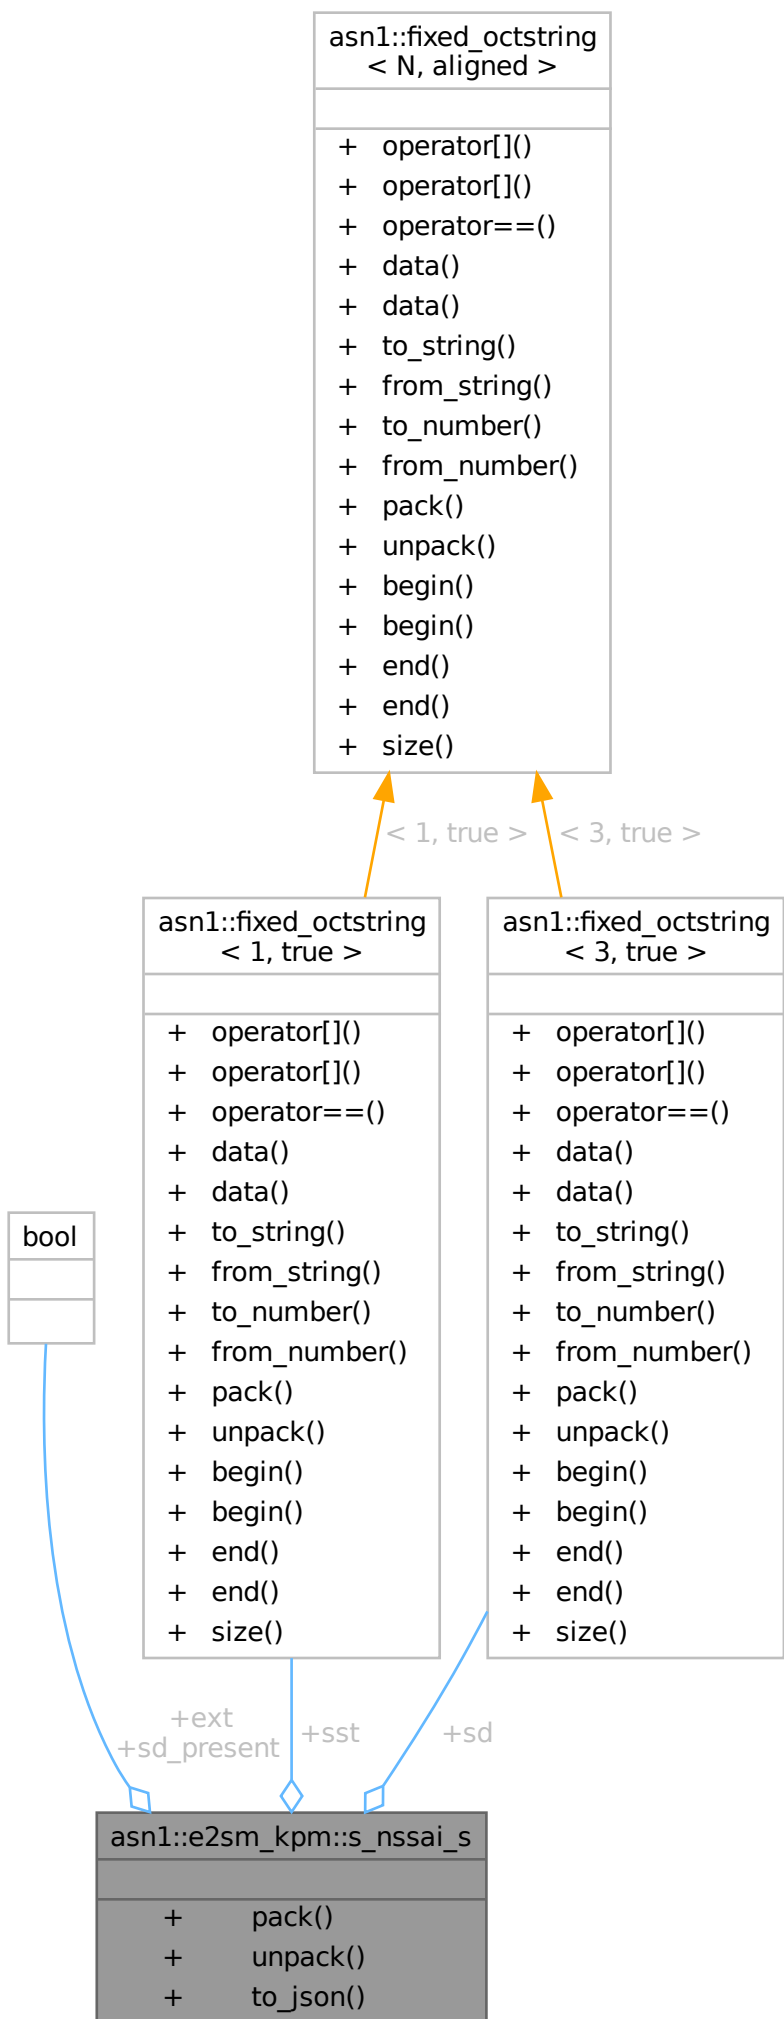 asn1::fixed_octstring
< N, aligned >
+ operator[]()
+ operator[]()
+ operator==()
+ data()
+ data()
+ to_string()
+ from_string()
+ to_number()
+ from_number()
+ pack()
+ unpack()
+ begin()
+ begin()
+ end()
+ end()
+ size()
< 1, true >
< 3, true >
asn1::fixed_octstring
< 1, true >
+ operator[]()
+ operator[]()
+ operator==()
+ data()
+ data()
+ to_string()
+ from_string()
+ to_number()
+ from_number()
+ pack()
+ unpack()
+ begin()
+ begin()
+ end()
+ end()
+ size()
asn1::fixed_octstring
< 3, true >
+ operator[]()
+ operator[]()
+ operator==()
+ data()
+ data()
+ to_string()
+ from_string()
+ to_number()
+ from_number()
+ pack()
+ unpack()
+ begin()
+ begin()
+ end()
+ end()
+ size()
bool
+ext
+sd_present
+sst
+sd
asn1::e2sm_kpm::s_nssai_s
+ pack()
+ unpack()
+ to_json()